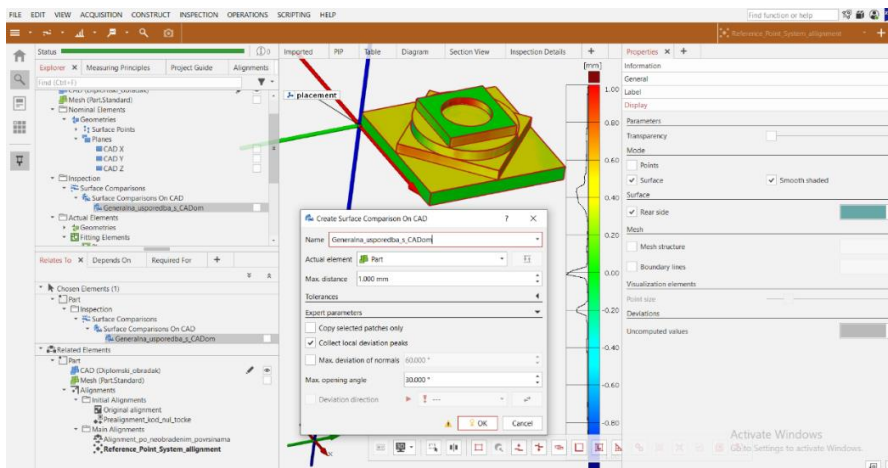 FILE EDIT VIEW ACQUISITION CONSTRUCT INSPECTION OPERATIONS SCRIPTING HELP
Find function or help
Reference_Point_System_allignment
Status
0
Explorer
Measuring Principles
Project Guide
Alignments
Find (Ctrl+F)
CAD (Diplomski_obradak)
Mesh (Part.Standard)
Nominal Elements
Geometries
Surface Points
Planes
CAD X
CAD Y
CAD Z
Inspection
Surface Comparisons
Surface Comparisons On CAD
Generalna_usporedba_s_CADom
Actual Elements
Geometries
Fitting Elements
Relates To
Depends On
Required For
Chosen Elements (1)
Part
Inspection
Surface Comparisons
Surface Comparisons On CAD
Generalna_usporedba_s_CADom
Related Elements
Part
CAD (Diplomski_obradak)
Mesh (Part.Standard)
Alignments
Initial Alignments
Original alignment
Prealignment_kod_nul_tocke
Main Alignments
Alignment_po_neobradenim_povrsinama
Reference_Point_System_allignment
Imported
PIP
Table
Diagram
Section View
Inspection Details
placement
[mm]
1.00
0.80
0.60
0.40
0.20
0.00
-0.20
-0.40
-0.60
-0.80
Create Surface Comparison On CAD
Name Generalna_usporedba_s_CADom
Actual element Part
Max. distance 1.000 mm
Tolerances
Expert parameters
Copy selected patches only
Collect local deviation peaks
Max. deviation of normals 60.000 °
Max. opening angle 30.000 °
Deviation direction
OK
Cancel
Properties
Information
General
Label
Display
Parameters
Transparency
Mode
Points
Surface
Smooth shaded
Surface
Rear side
Mesh
Mesh structure
Boundary lines
Visualization elements
Point size
Deviations
Uncomputed values
Activate Windows
Go to Settings to activate Windows.